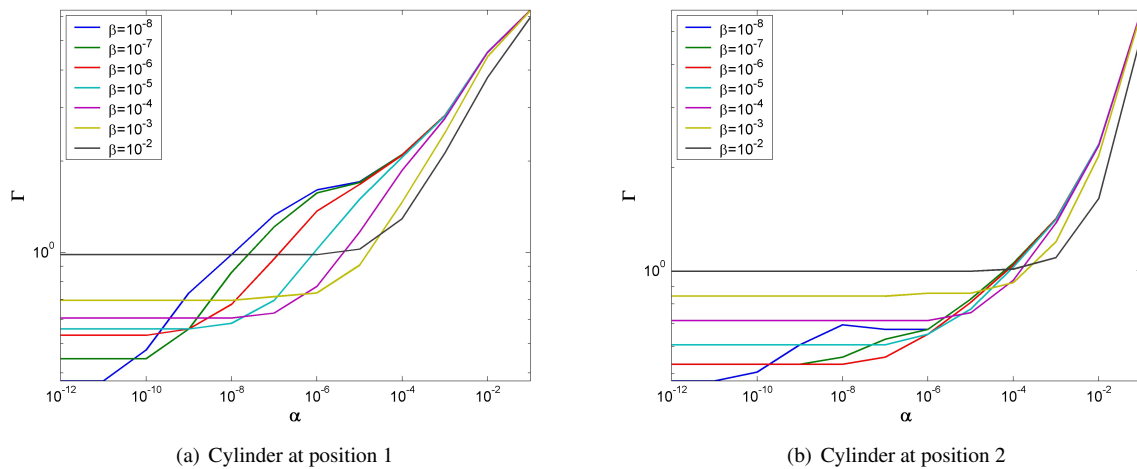 β=10⁻⁸
β=10⁻⁷
β=10⁻⁶
β=10⁻⁵
β=10⁻⁴
β=10⁻³
β=10⁻²
Γ
10⁰
10⁻¹² 10⁻¹⁰ 10⁻⁸ 10⁻⁶ 10⁻⁴ 10⁻²
α
(a) Cylinder at position 1
β=10⁻⁸
β=10⁻⁷
β=10⁻⁶
β=10⁻⁵
β=10⁻⁴
β=10⁻³
β=10⁻²
Γ
10⁰
10⁻¹² 10⁻¹⁰ 10⁻⁸ 10⁻⁶ 10⁻⁴ 10⁻²
α
(b) Cylinder at position 2